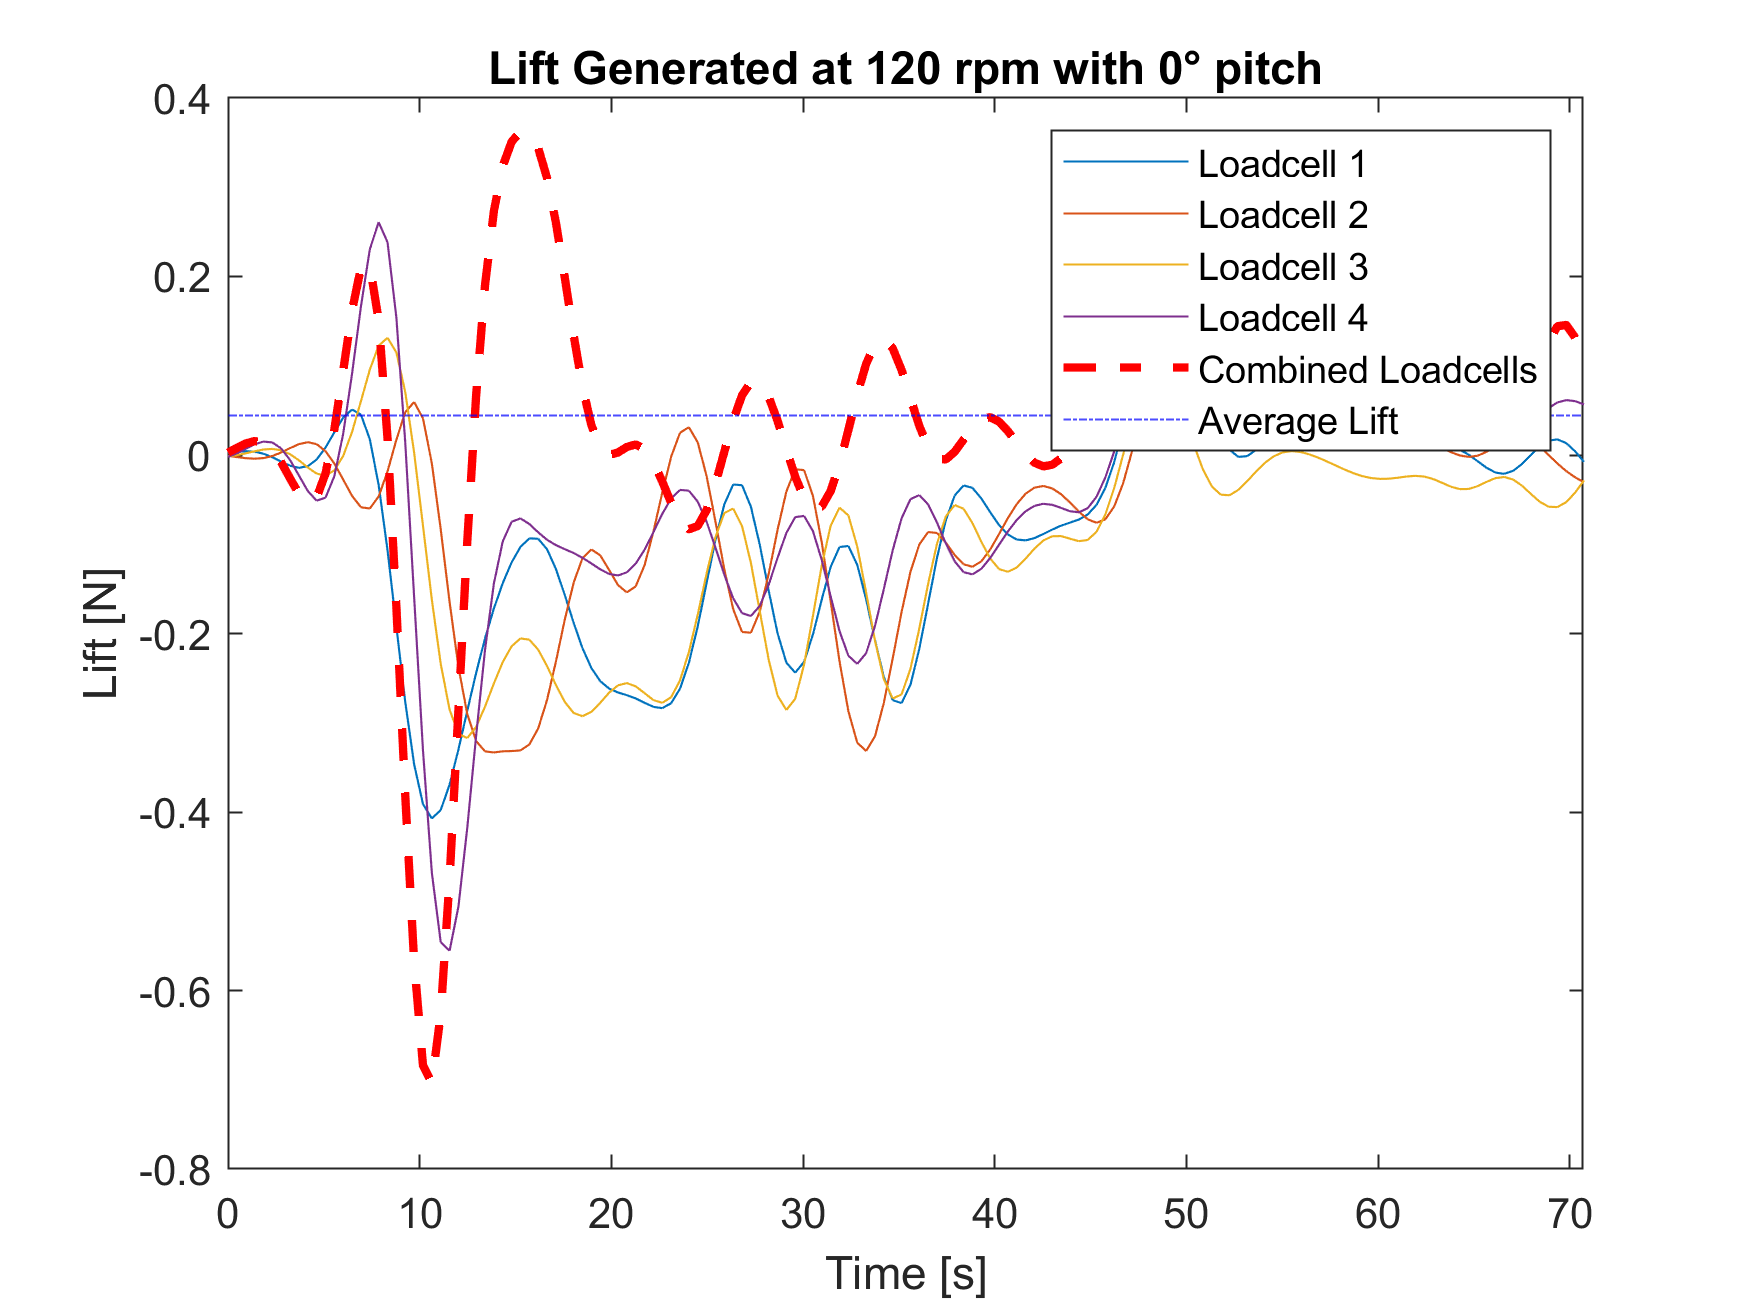 Lift Generated at 120 rpm with 0° pitch
0.4
0.2
0
-0.2
-0.4
-0.6
-0.8
Lift [N]
Loadcell 1
Loadcell 2
Loadcell 3
Loadcell 4
Combined Loadcells
Average Lift
0 10 20 30 40 50 60 70
Time [s]